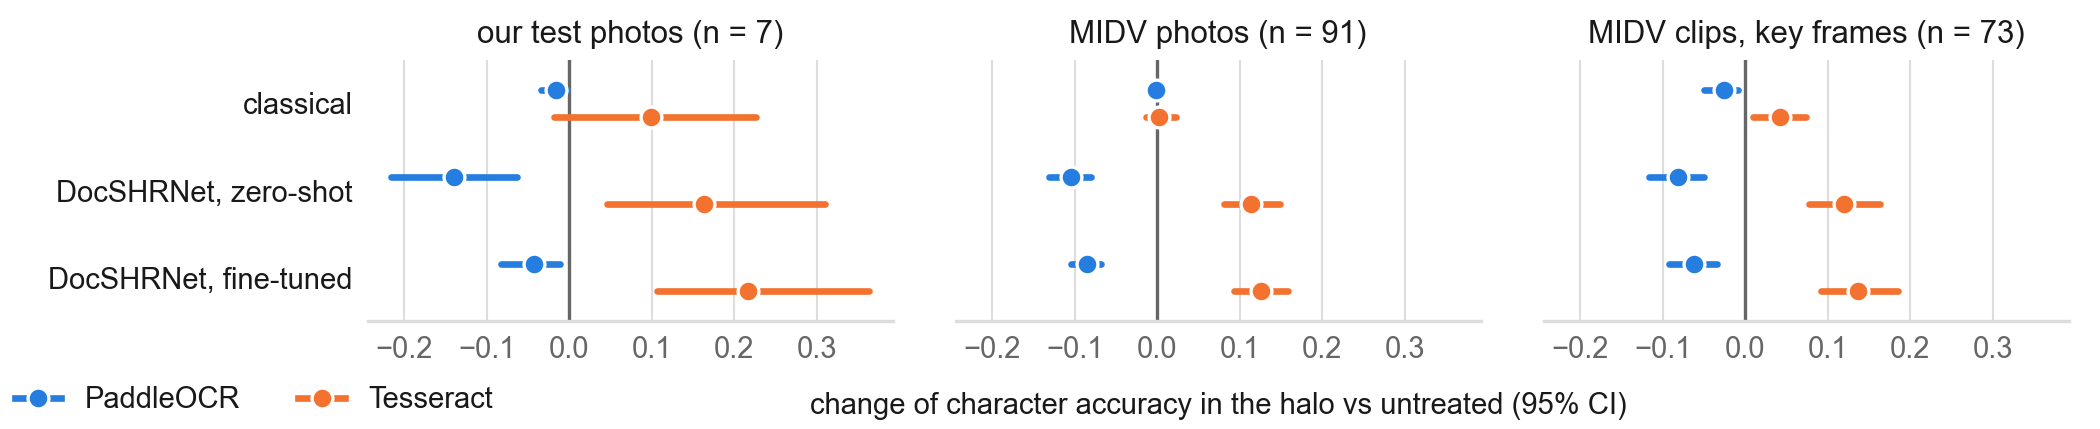 our test photos (n = 7)
MIDV photos (n = 91)
MIDV clips, key frames (n = 73)
classical
DocSHRNet, zero-shot
DocSHRNet, fine-tuned
−0.2 −0.1 0.0 0.1 0.2 0.3
−0.2 −0.1 0.0 0.1 0.2 0.3
−0.2 −0.1 0.0 0.1 0.2 0.3
PaddleOCR
Tesseract
change of character accuracy in the halo vs untreated (95% CI)